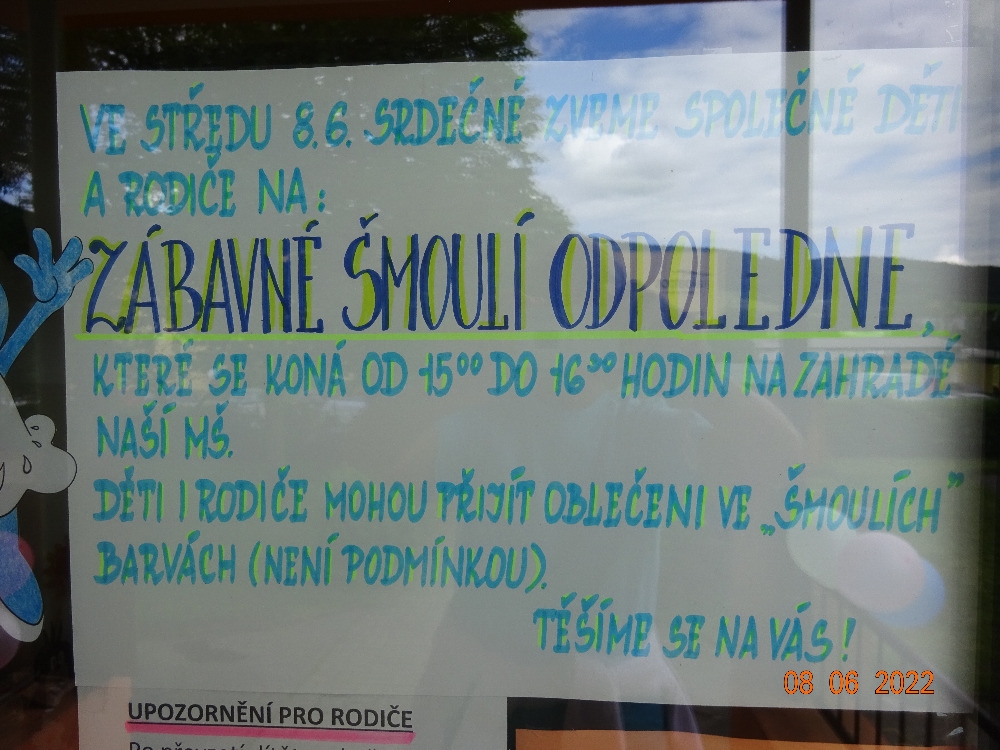 VE STŘEDU 8.6. SRDEČNĚ ZVEME SPOLEČNĚ DĚTI
A RODIČE NA:
ZÁBAVNÉ ŠMOULÍ ODPOLEDNE,
KTERÉ SE KONÁ OD 15⁰⁰ DO 16³⁰ HODIN NA ZAHRADĚ
NAŠÍ MŠ.
DĚTI I RODIČE MOHOU PŘIJÍT OBLEČENI VE „ŠMOULÍCH"
BARVÁCH (NENÍ PODMÍNKOU).
TĚŠÍME SE NA VÁS!
08 06 2022
UPOZORNĚNÍ PRO RODIČE